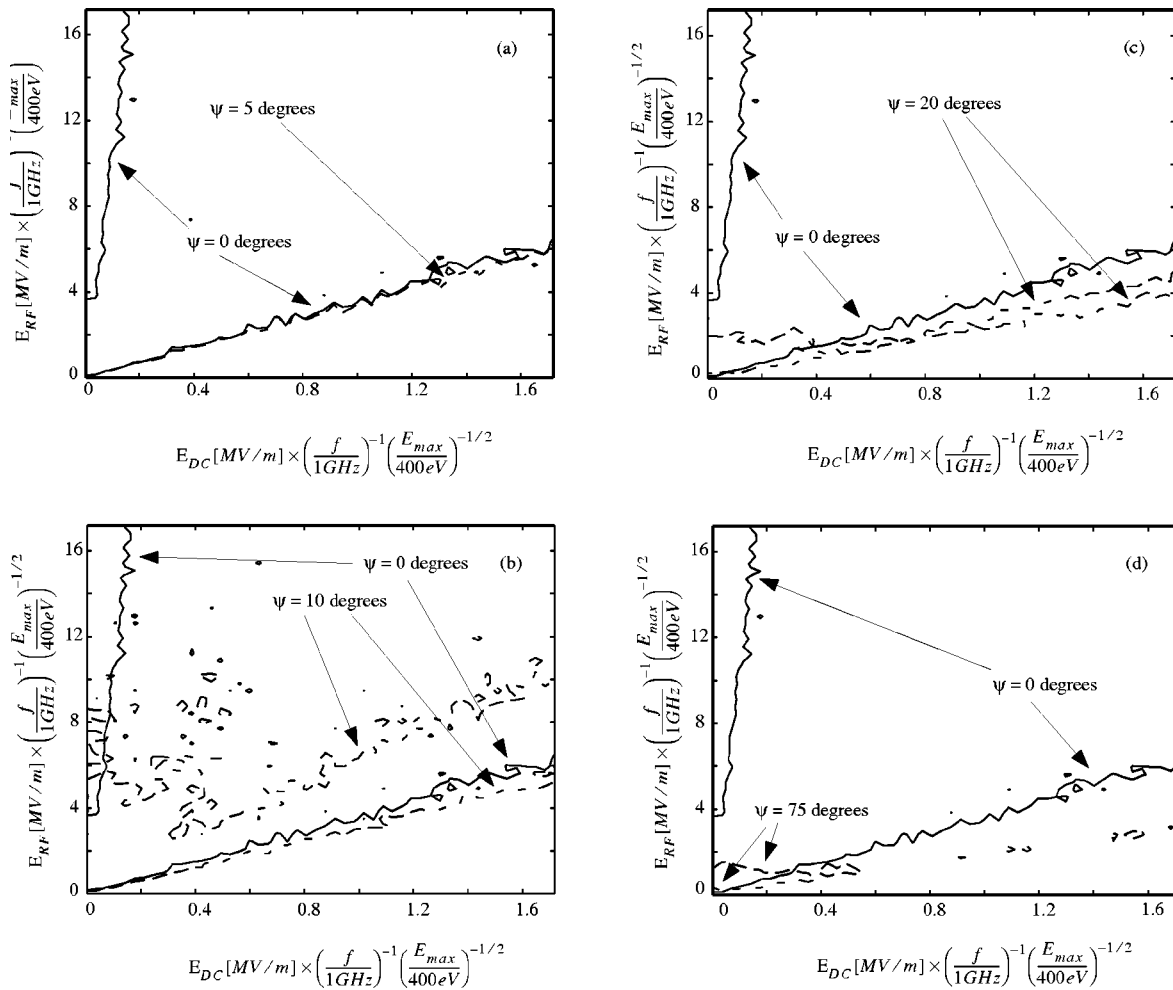 (a)
16
12
8
4
0
0 0.4 0.8 1.2 1.6
ψ = 5 degrees
ψ = 0 degrees
E_RF [MV/m] × (f/1GHz) (max/400eV)
E_DC [MV/m] × (f/1GHz)^-1 (E_max/400eV)^-1/2
(c)
16
12
8
4
0
0 0.4 0.8 1.2 1.6
ψ = 20 degrees
ψ = 0 degrees
E_RF [MV/m] × (f/1GHz)^-1 (E_max/400eV)^-1/2
E_DC [MV/m] × (f/1GHz)^-1 (E_max/400eV)^-1/2
(b)
16
12
8
4
0
0 0.4 0.8 1.2 1.6
ψ = 0 degrees
ψ = 10 degrees
E_RF [MV/m] × (f/1GHz)^-1 (E_max/400eV)^-1/2
E_DC [MV/m] × (f/1GHz)^-1 (E_max/400eV)^-1/2
(d)
16
12
8
4
0
0 0.4 0.8 1.2 1.6
ψ = 0 degrees
ψ = 75 degrees
E_RF [MV/m] × (f/1GHz)^-1 (E_max/400eV)^-1/2
E_DC [MV/m] × (f/1GHz)^-1 (E_max/400eV)^-1/2